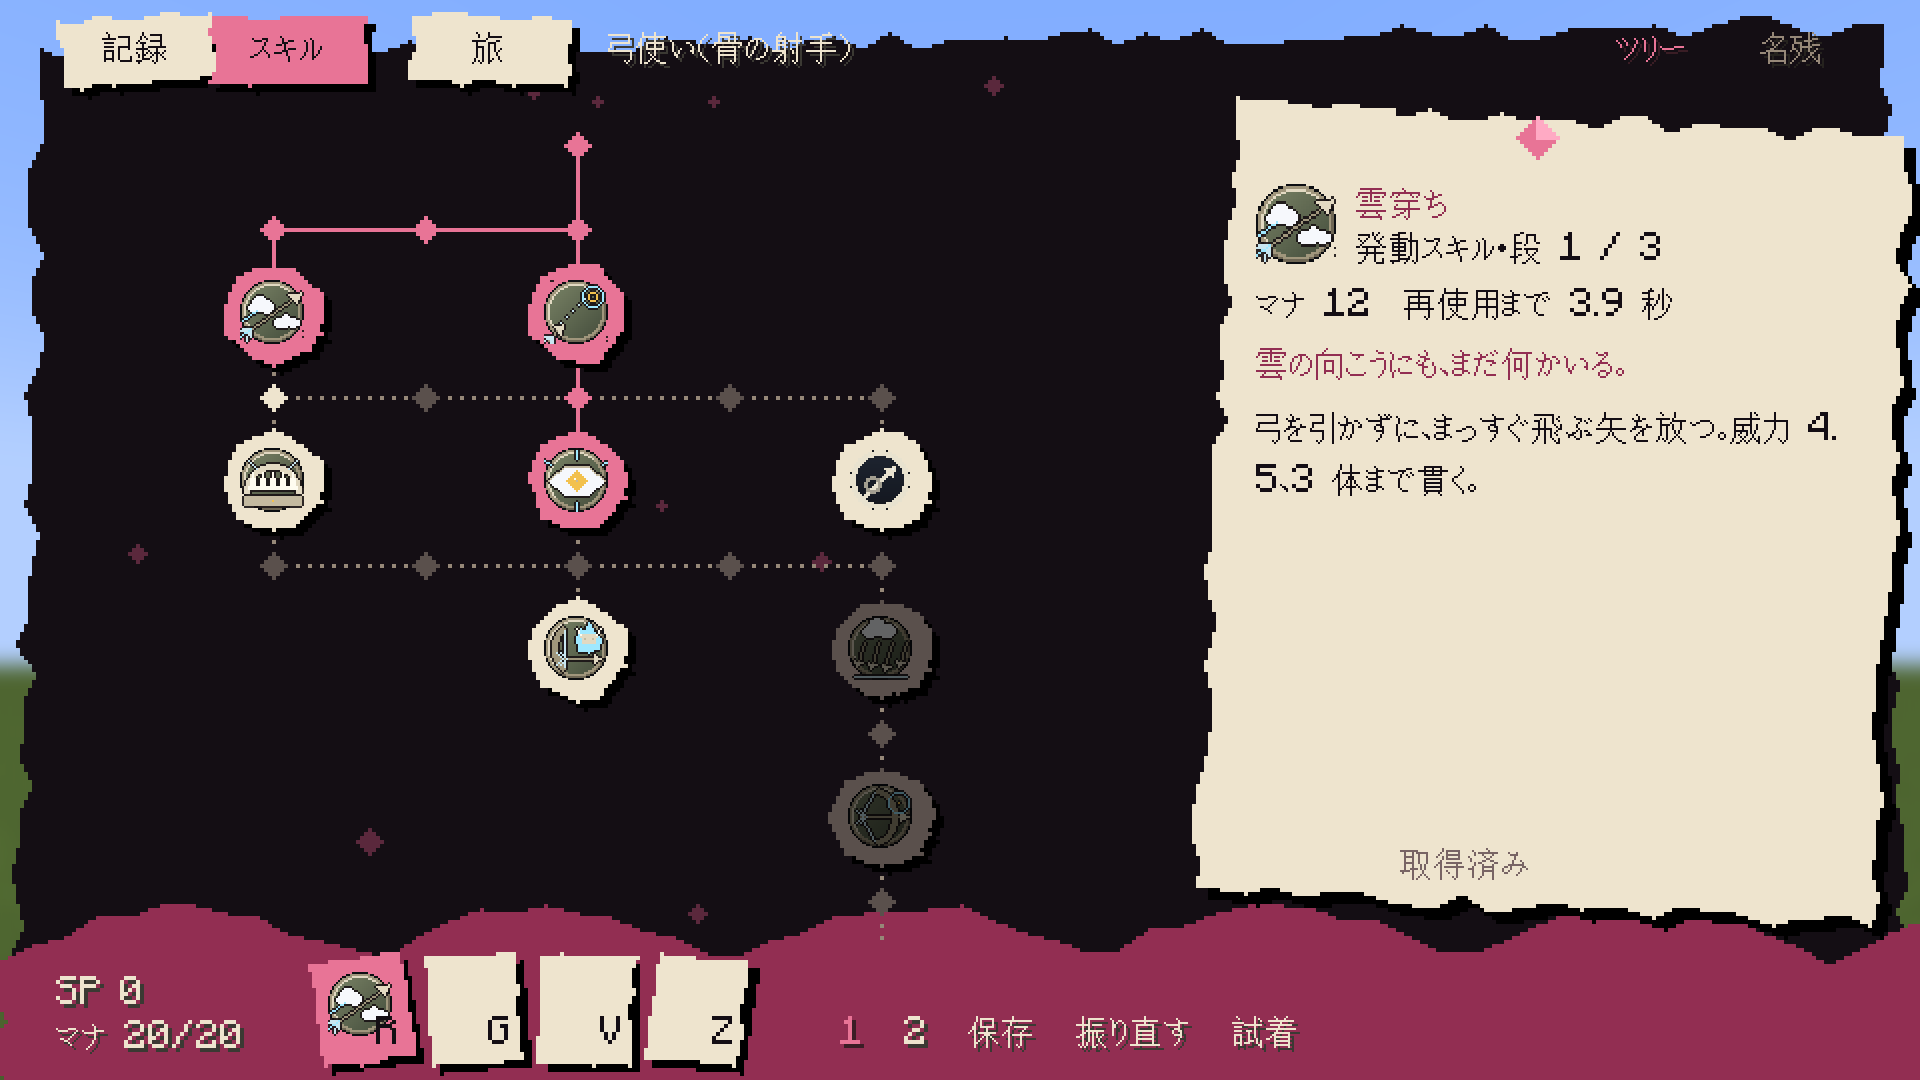 記録 スキル 旅 弓使い(骨の射手) ツリー 名残
雲穿ち
発動スキル・段 1 / 3
マナ 12 再使用まで 3.9 秒
雲の向こうにも、まだ何かいる。
弓を引かずに、まっすぐ飛ぶ矢を放つ。威力 4.
5、3 体まで貫く。
取得済み
SP 0
マナ 20/20
R G V Z
1 2 保存 振り直す 試着